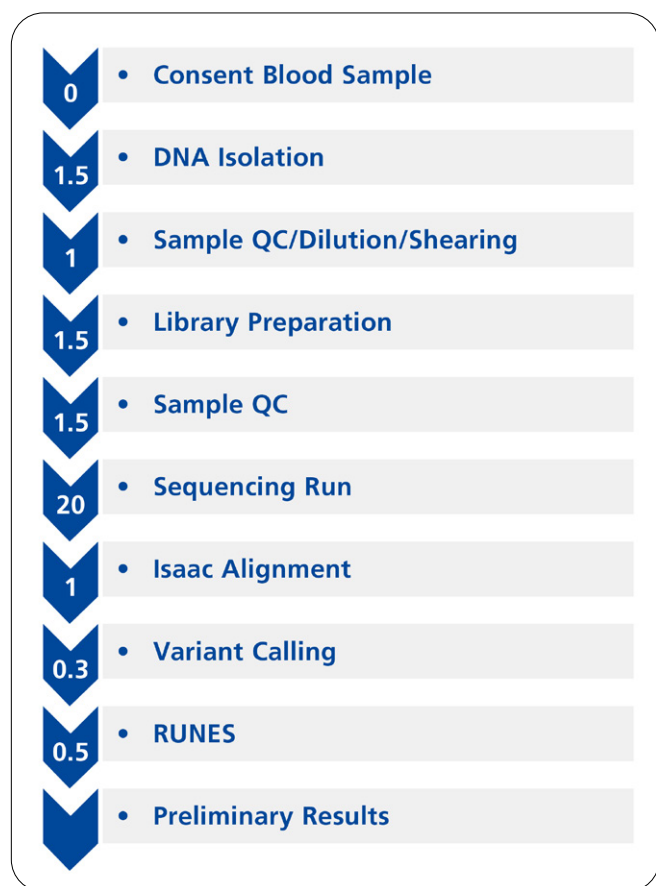 0 • Consent Blood Sample
1.5 • DNA Isolation
1 • Sample QC/Dilution/Shearing
1.5 • Library Preparation
1.5 • Sample QC
20 • Sequencing Run
1 • Isaac Alignment
0.3 • Variant Calling
0.5 • RUNES
• Preliminary Results